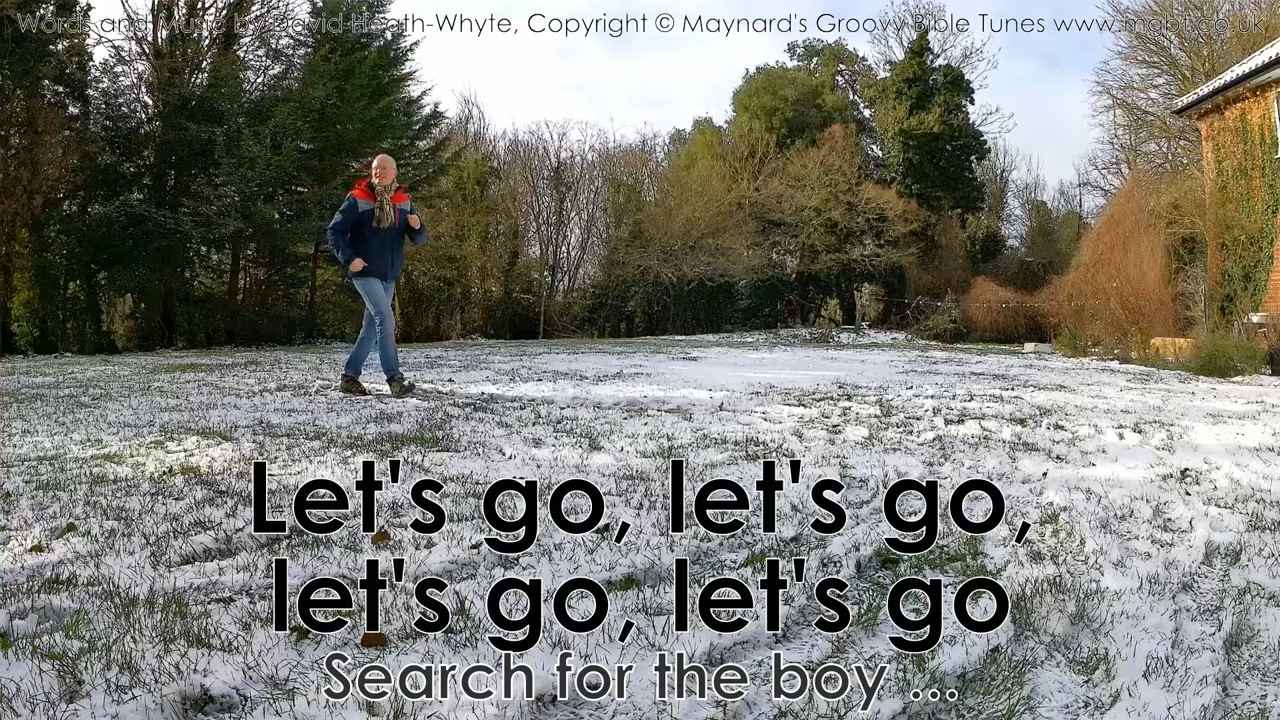 Words and Music by David Heath-Whyte, Copyright © Maynard's Groovy Bible Tunes www.mgbt.co.uk
Let's go, let's go,
let's go, let's go
Search for the boy ...